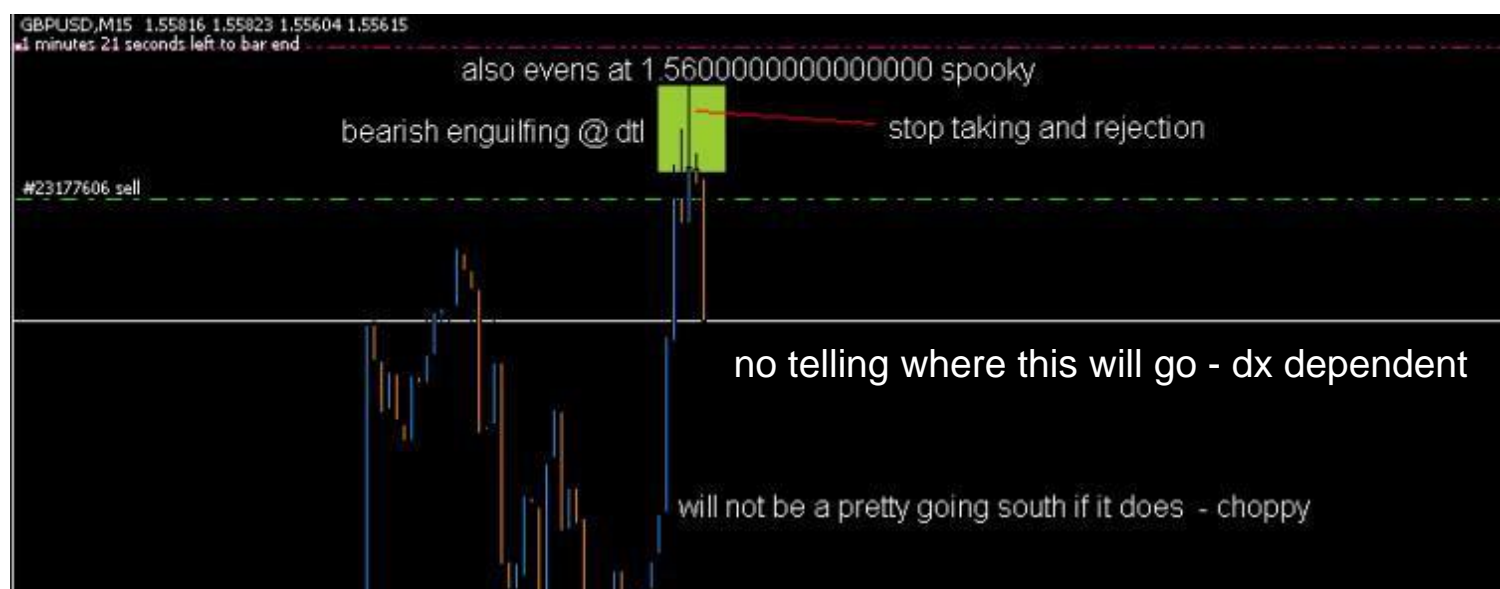 GBPUSD,M15 1.55816 1.55823 1.55604 1.55615
1 minutes 21 seconds left to bar end
also evens at 1.56000000000000000 spooky
bearish enguilfing @ dtl
stop taking and rejection
#23177606 sell
no telling where this will go - dx dependent
will not be a pretty going south if it does - choppy